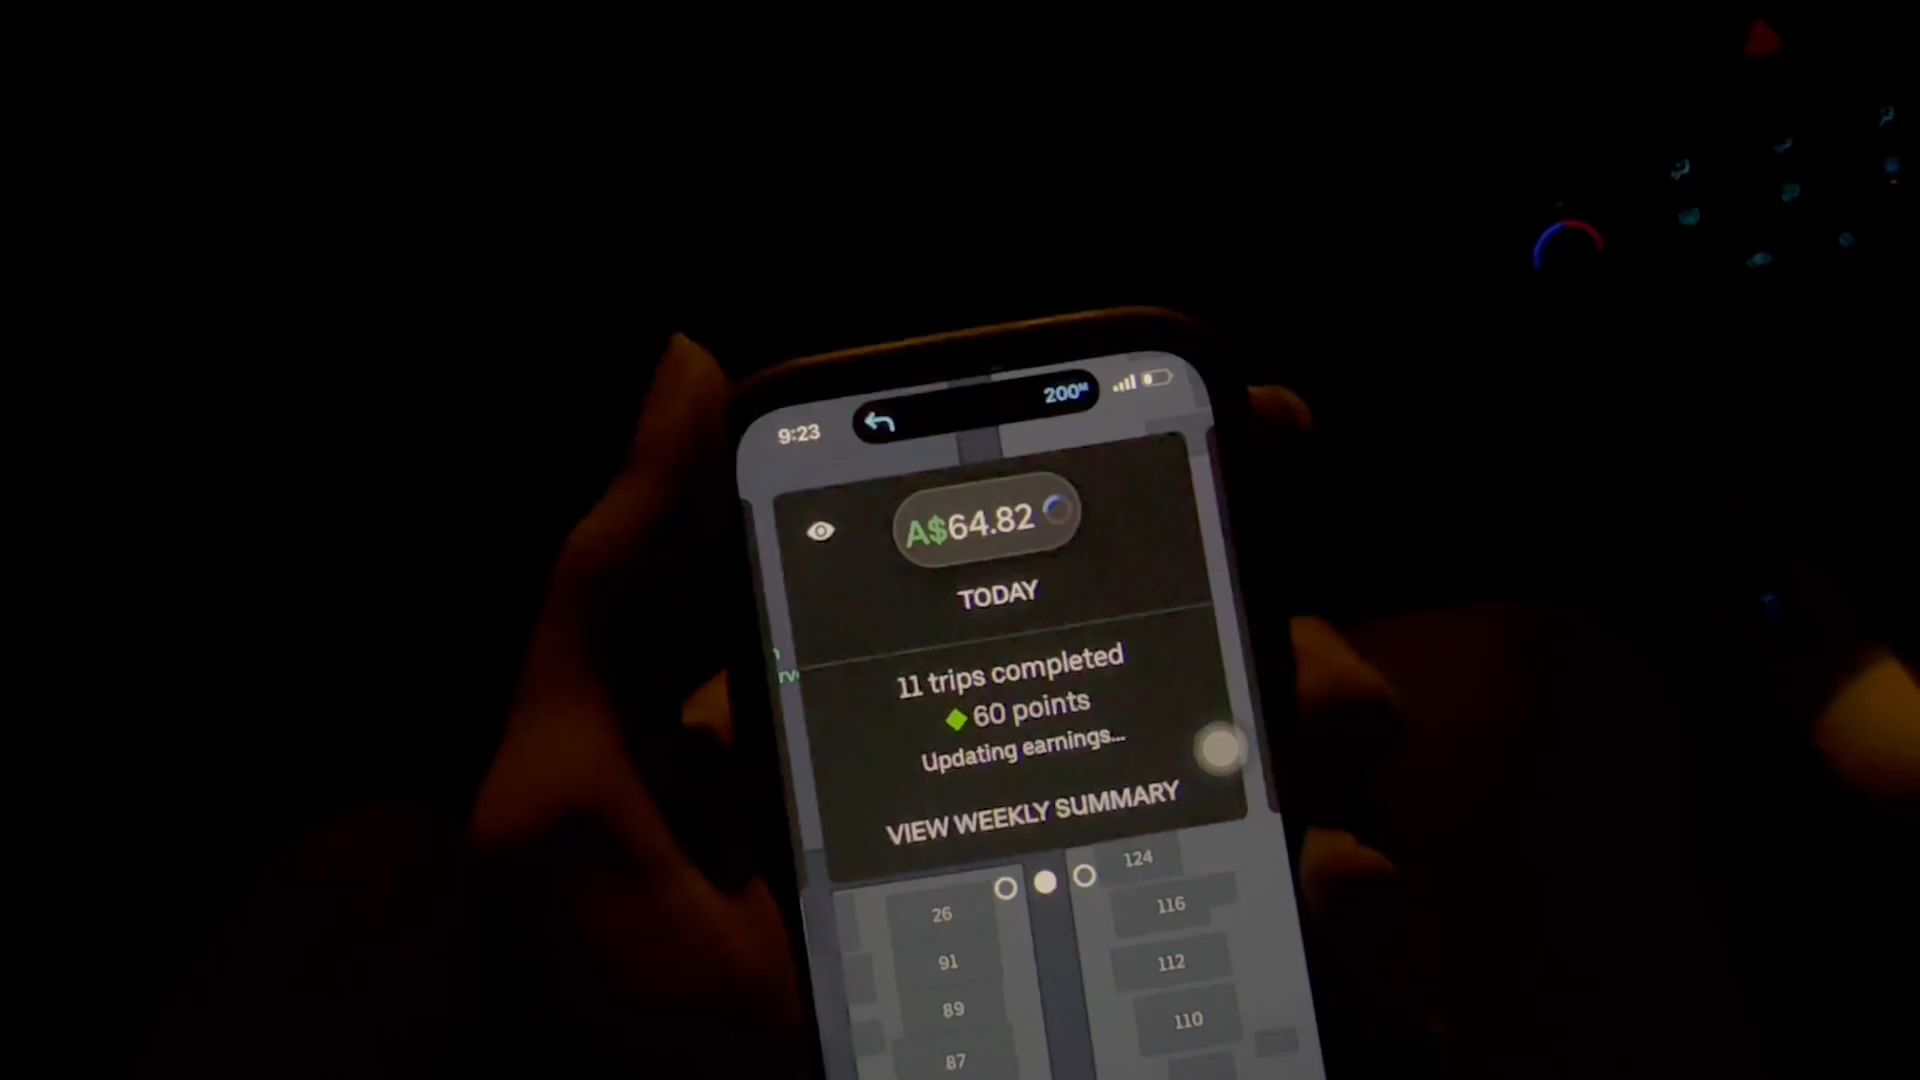 9:23
200M
A$64.82
TODAY
11 trips completed
60 points
Updating earnings...
VIEW WEEKLY SUMMARY
124
26
116
91
112
89
110
87